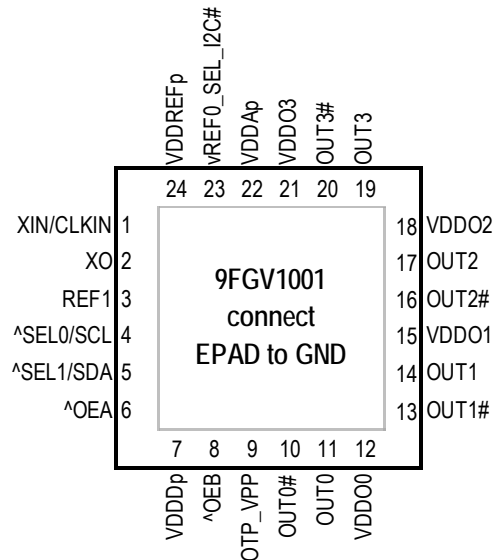 VDDREFp
vREF0_SEL_I2C#
VDDAp
VDDO3
OUT3#
OUT3
24 23 22 21 20 19
XIN/CLKIN 1
XO 2
REF1 3
^SEL0/SCL 4
^SEL1/SDA 5
^OEA 6
9FGV1001
connect
EPAD to GND
18 VDDO2
17 OUT2
16 OUT2#
15 VDDO1
14 OUT1
13 OUT1#
7 8 9 10 11 12
VDDDp
^OEB
OTP_VPP
OUT0#
OUT0
VDDO0